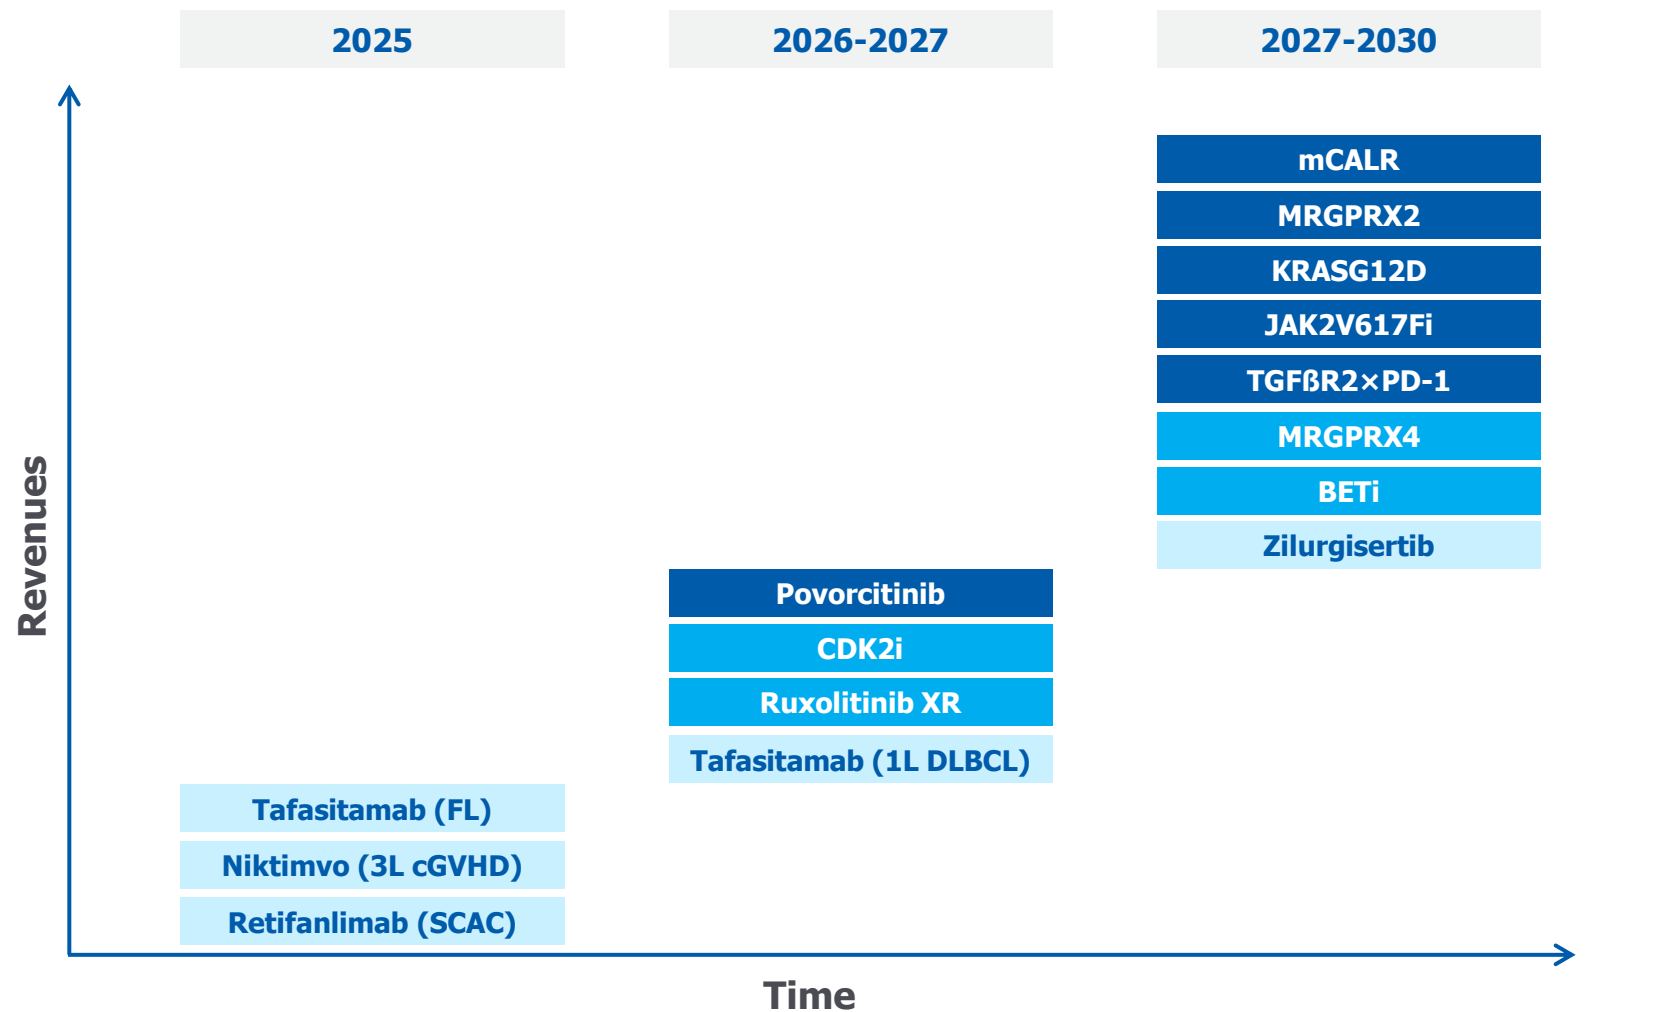 2025
2026-2027
2027-2030
mCALR
MRGPRX2
KRASG12D
JAK2V617Fi
TGFßR2×PD-1
MRGPRX4
BETi
Zilurgisertib
Povorcitinib
CDK2i
Ruxolitinib XR
Tafasitamab (1L DLBCL)
Tafasitamab (FL)
Niktimvo (3L cGVHD)
Retifanlimab (SCAC)
Revenues
Time